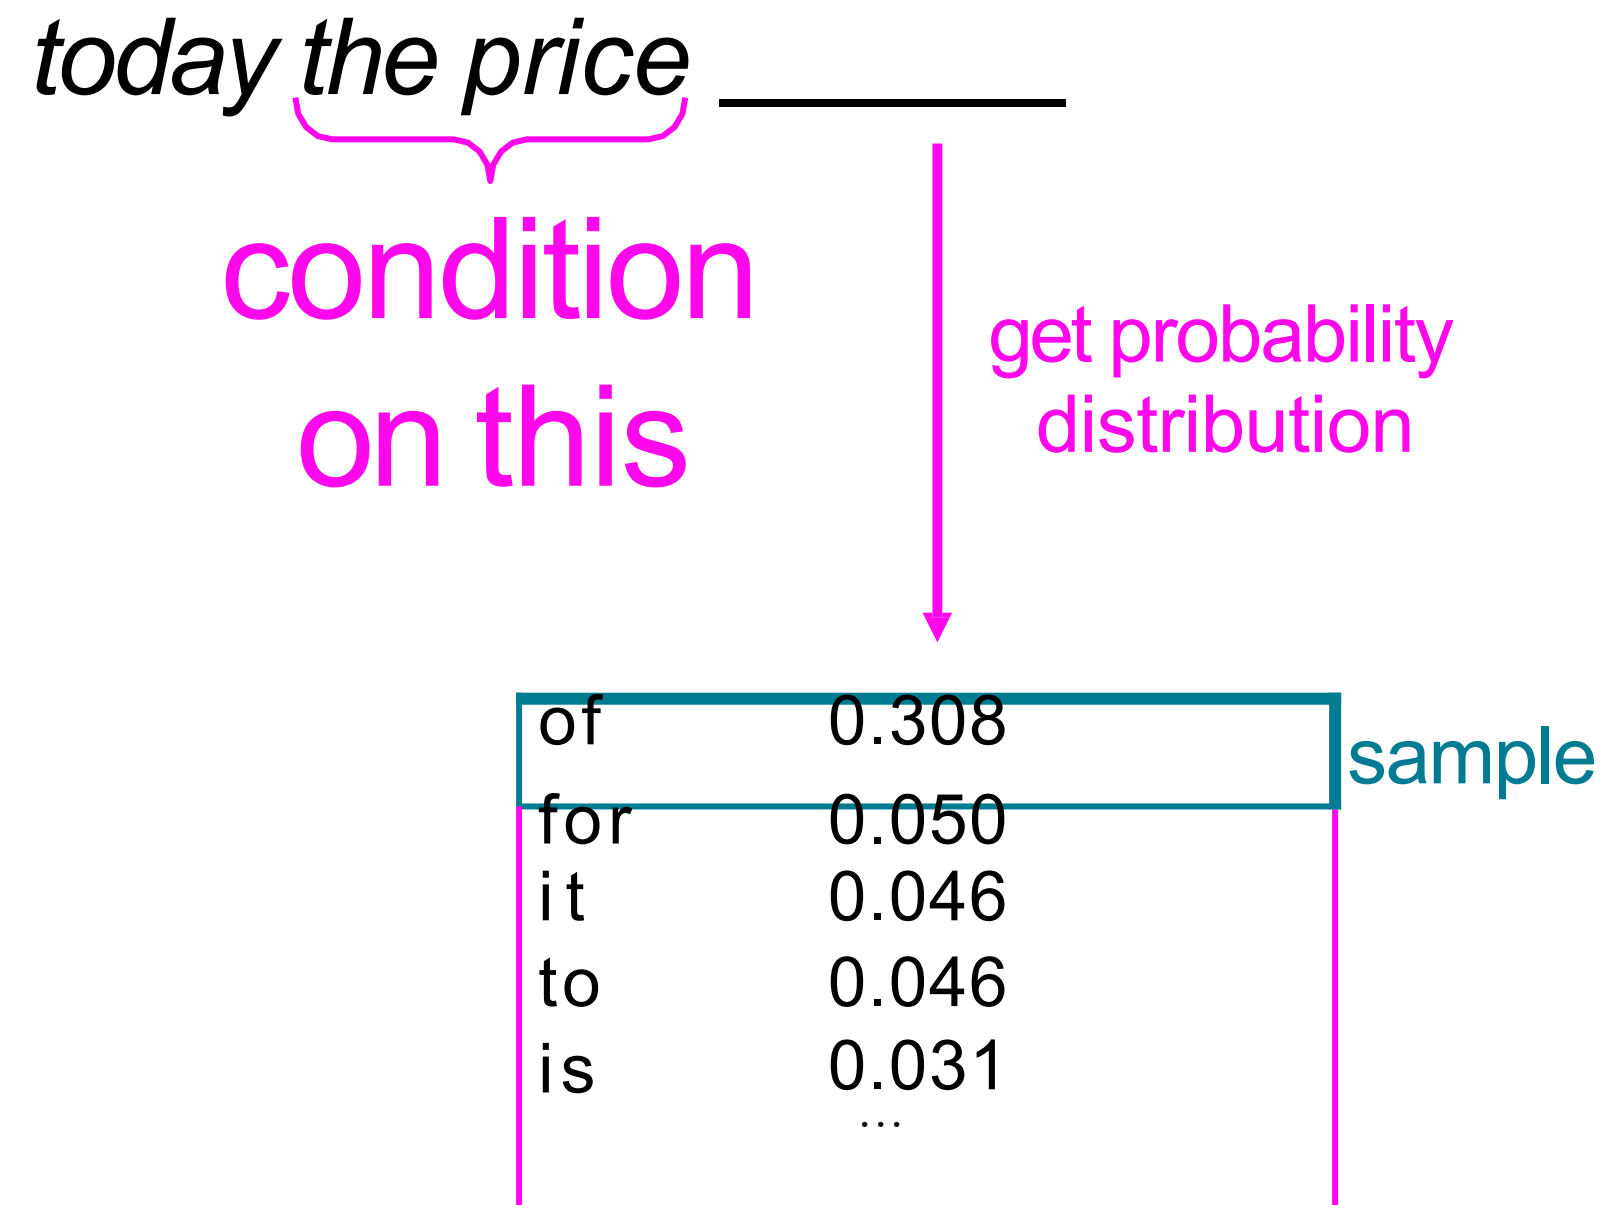 today the price
condition
on this
get probability
distribution
of 0.308
sample
for 0.050
it 0.046
to 0.046
is 0.031
...